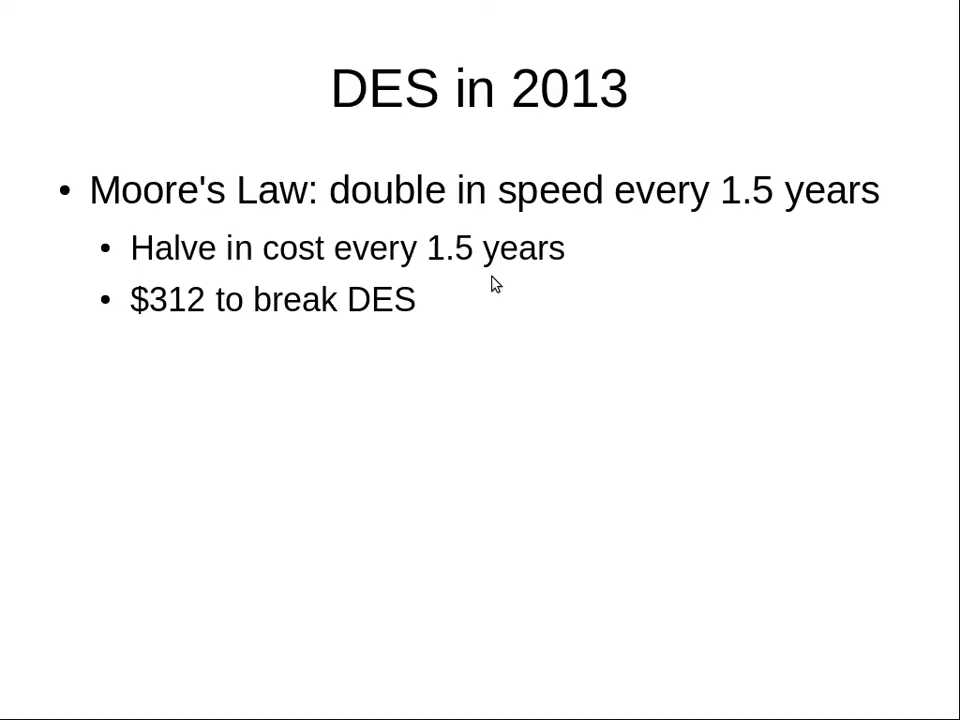 DES in 2013
• Moore's Law: double in speed every 1.5 years
• Halve in cost every 1.5 years
• $312 to break DES